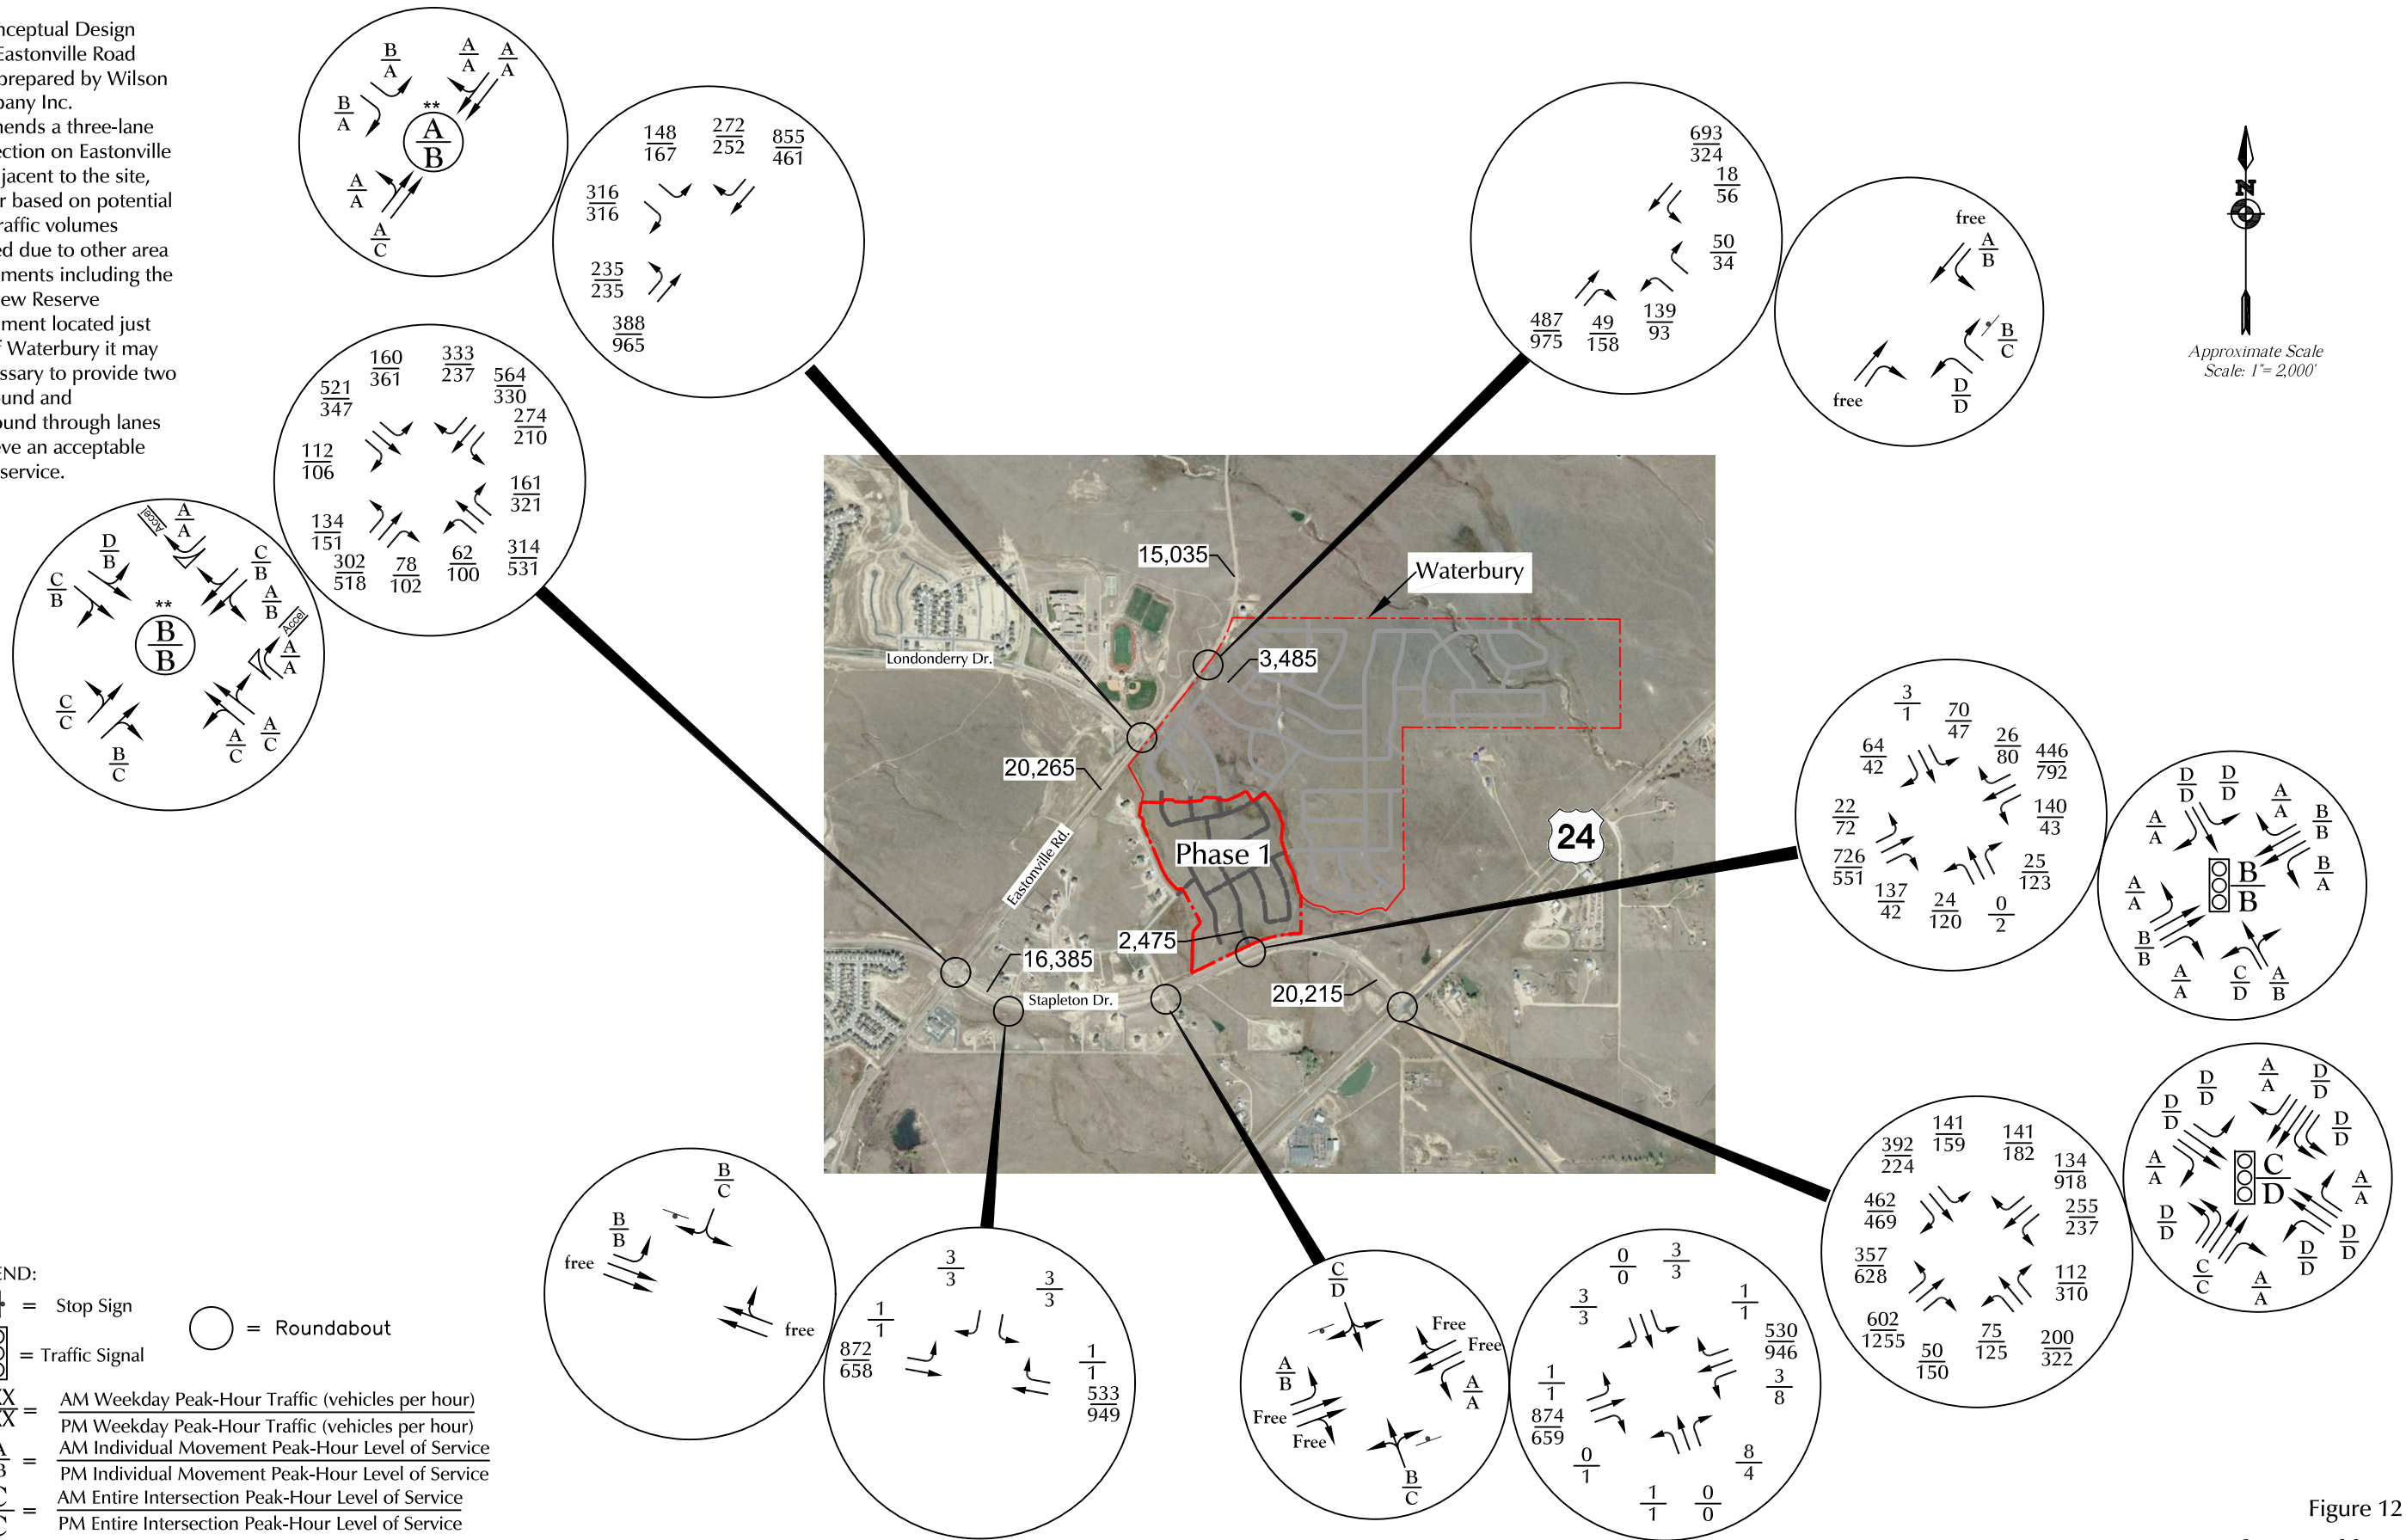 nceptual Design
Eastonville Road
prepared by Wilson
pany Inc.
ends a three-lane
ection on Eastonville
jacent to the site,
r based on potential
raffic volumes
ed due to other area
ments including the
ew Reserve
ment located just
f Waterbury it may
ssary to provide two
ound and
ound through lanes
eve an acceptable
service.
B
A
A
A
A
A
B
A
**
A
B
A
A
A
C
148
167
272
252
855
461
316
316
235
235
388
965
693
324
18
56
50
34
487
975
49
158
139
93
free
A
B
B
C
D
D
free
N
Approximate Scale
Scale: 1"= 2,000'
160
361
333
237
521
347
564
330
274
210
112
106
161
321
134
151
302
518
78
102
62
100
314
531
Accel
A
A
D
B
C
B
C
B
A
B
Accel
**
B
B
A
A
C
C
B
C
A
C
A
C
15,035
Waterbury
Londonderry Dr.
3,485
20,265
Eastonville Rd.
Phase 1
24
2,475
16,385
Stapleton Dr.
20,215
3
1
70
47
64
42
26
80
446
792
22
72
140
43
726
551
137
42
24
120
0
2
25
123
D
D
D
D
A
A
A
A
B
B
B
A
A
A
B
B
B
B
A
A
C
D
A
B
141
159
141
182
392
224
134
918
462
469
255
237
357
628
112
310
602
1255
50
150
75
125
200
322
D
D
A
A
D
D
D
D
D
D
A
A
C
D
A
A
D
D
D
D
D
D
C
C
A
A
B
C
B
B
free
free
3
3
3
3
1
1
872
658
1
1
533
949
C
D
Free
Free
A
B
A
A
Free
Free
B
C
0
0
3
3
3
3
1
1
530
946
1
1
3
8
874
659
0
1
8
4
1
1
0
0
END:
= Stop Sign
= Roundabout
= Traffic Signal
XX
XX
=
AM Weekday Peak-Hour Traffic (vehicles per hour)
PM Weekday Peak-Hour Traffic (vehicles per hour)
A
B
=
AM Individual Movement Peak-Hour Level of Service
PM Individual Movement Peak-Hour Level of Service
C
C
=
AM Entire Intersection Peak-Hour Level of Service
PM Entire Intersection Peak-Hour Level of Service
Figure 12